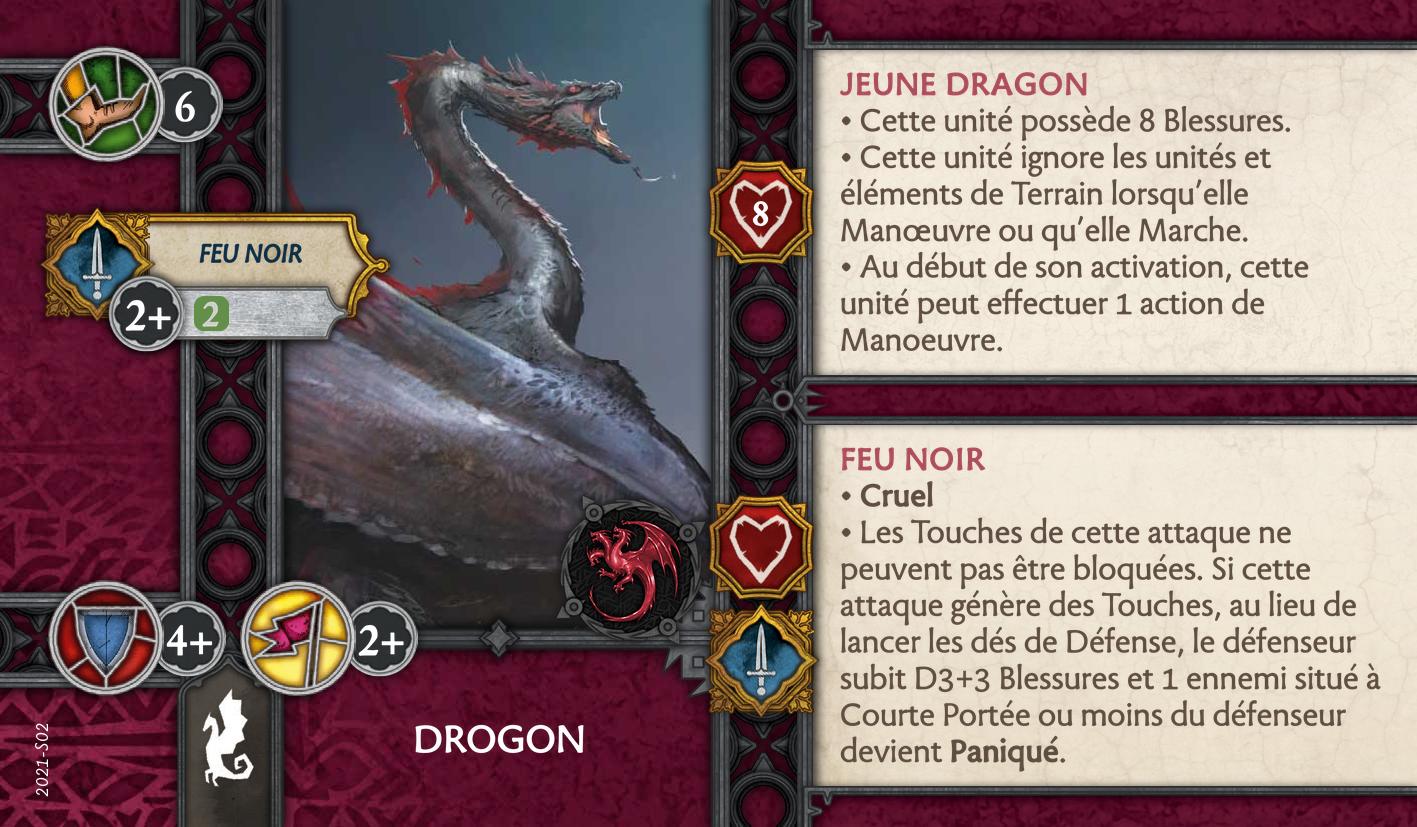 6
FEU NOIR
2+ 2
4+ 2+
DROGON
2021-S02
8
JEUNE DRAGON
• Cette unité possède 8 Blessures.
• Cette unité ignore les unités et
éléments de Terrain lorsqu'elle
Manœuvre ou qu'elle Marche.
• Au début de son activation, cette
unité peut effectuer 1 action de
Manoeuvre.
FEU NOIR
• Cruel
• Les Touches de cette attaque ne
peuvent pas être bloquées. Si cette
attaque génère des Touches, au lieu de
lancer les dés de Défense, le défenseur
subit D3+3 Blessures et 1 ennemi situé à
Courte Portée ou moins du défenseur
devient Paniqué.